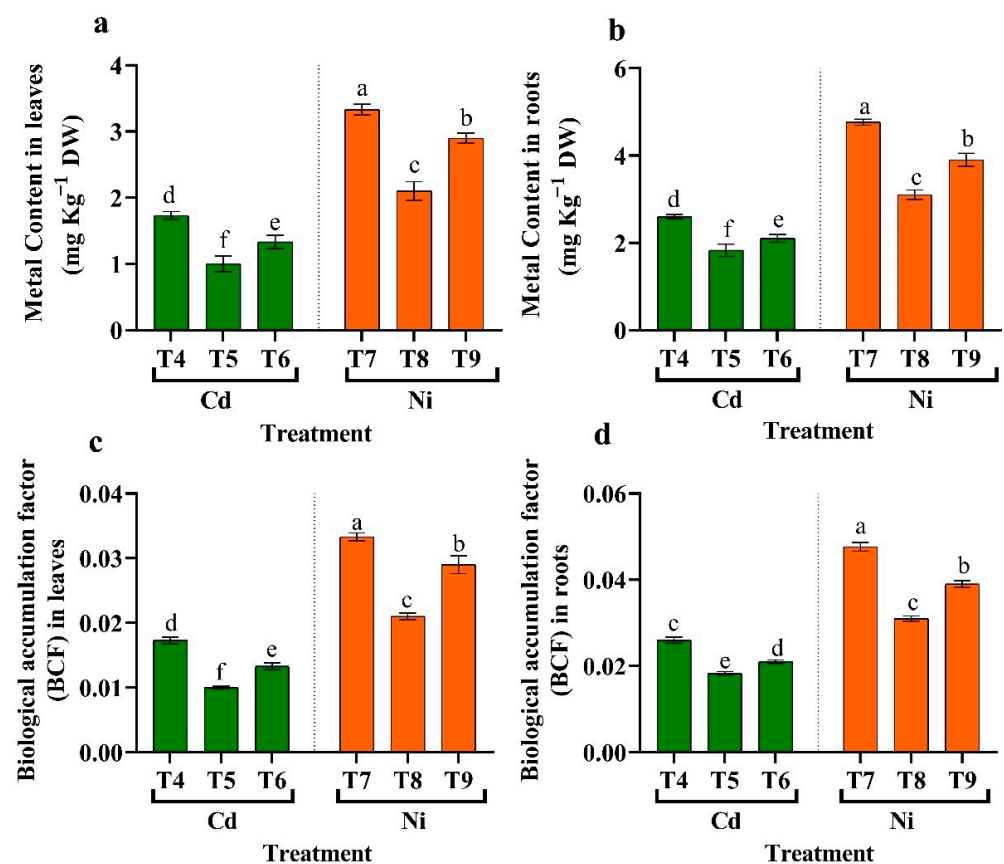 a
Metal Content in leaves
(mg Kg⁻¹ DW)
4
3
2
1
0
d
f
e
a
c
b
T4 T5 T6 T7 T8 T9
Cd Ni
Treatment
b
Metal Content in roots
(mg Kg⁻¹ DW)
6
4
2
0
d
f
e
a
c
b
T4 T5 T6 T7 T8 T9
Cd Ni
Treatment
c
Biological accumulation factor
(BCF) in leaves
0.04
0.03
0.02
0.01
0.00
d
f
e
a
c
b
T4 T5 T6 T7 T8 T9
Cd Ni
Treatment
d
Biological accumulation factor
(BCF) in roots
0.06
0.04
0.02
0.00
c
e
d
a
c
b
T4 T5 T6 T7 T8 T9
Cd Ni
Treatment